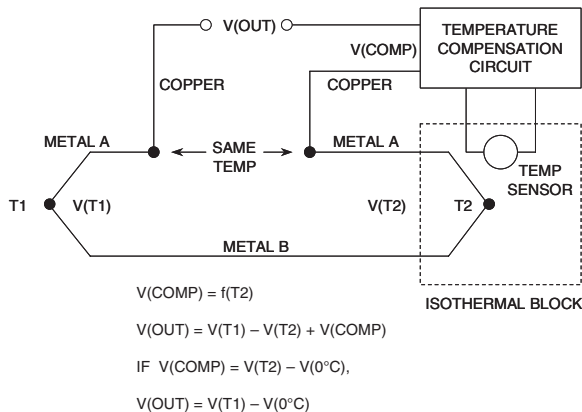 V(OUT)
TEMPERATURE
COMPENSATION
CIRCUIT
V(COMP)
COPPER
COPPER
METAL A
SAME
TEMP
METAL A
TEMP
SENSOR
T1
V(T1)
V(T2)
T2
METAL B
ISOTHERMAL BLOCK
V(COMP) = f(T2)
V(OUT) = V(T1) – V(T2) + V(COMP)
IF V(COMP) = V(T2) – V(0°C),
V(OUT) = V(T1) – V(0°C)